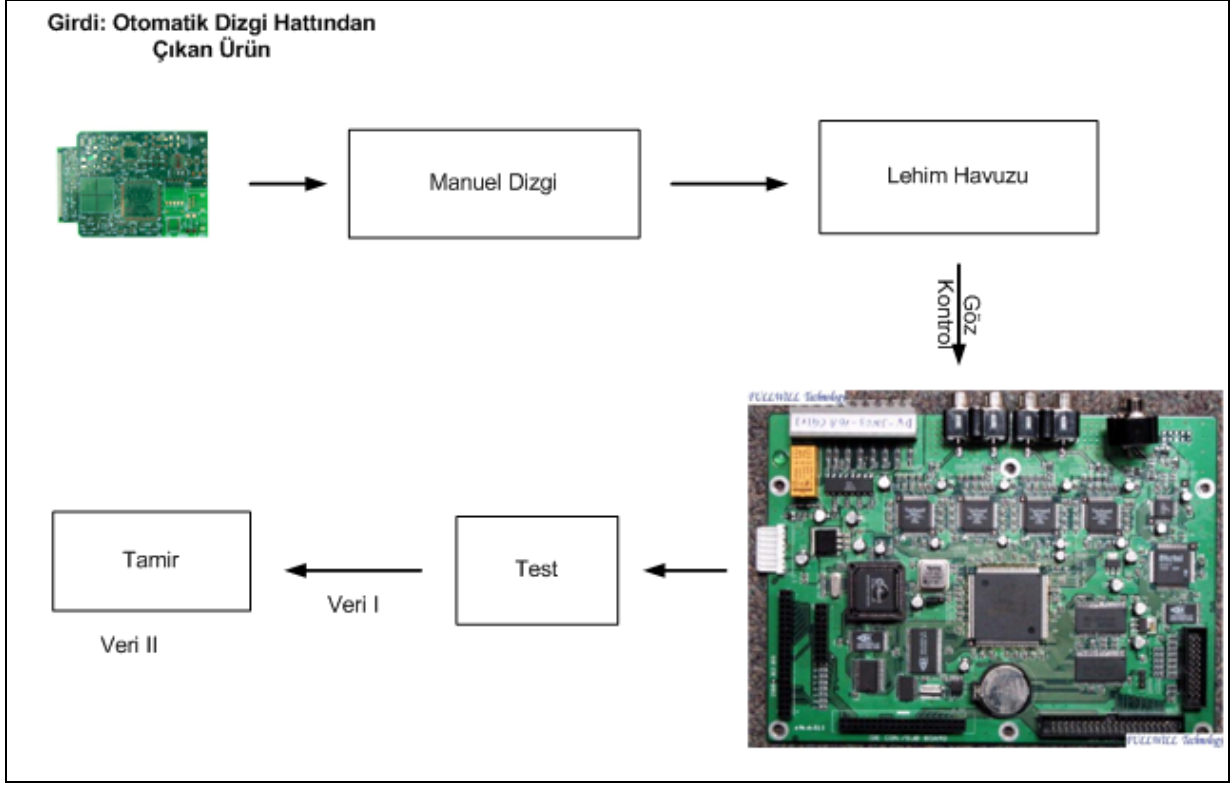 Girdi: Otomatik Dizgi Hattından
Çıkan Ürün
Manuel Dizgi
Lehim Havuzu
Göz
Kontrol
FULLWILL Technology
Tamir
Test
Veri I
Veri II
FULLWILL Technology